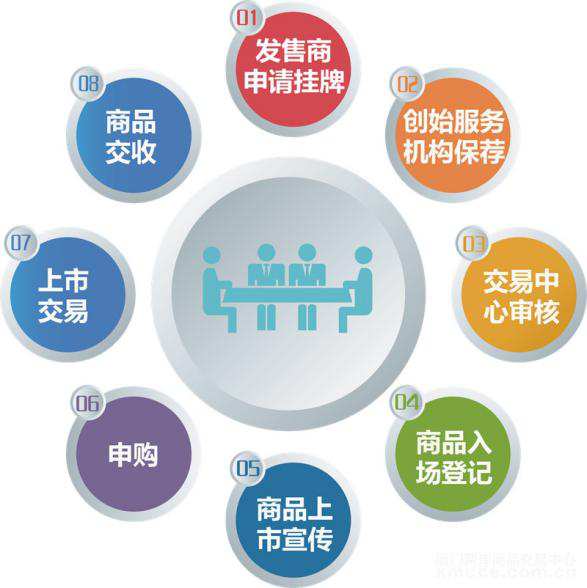 01
发售商
申请挂牌
02
创始服务
机构保荐
03
交易中
心审核
04
商品入
场登记
05
商品上
市宣传
06
申购
07
上市
交易
08
商品
交收
厦门两岸商品交易中心
xmcce.com.cn